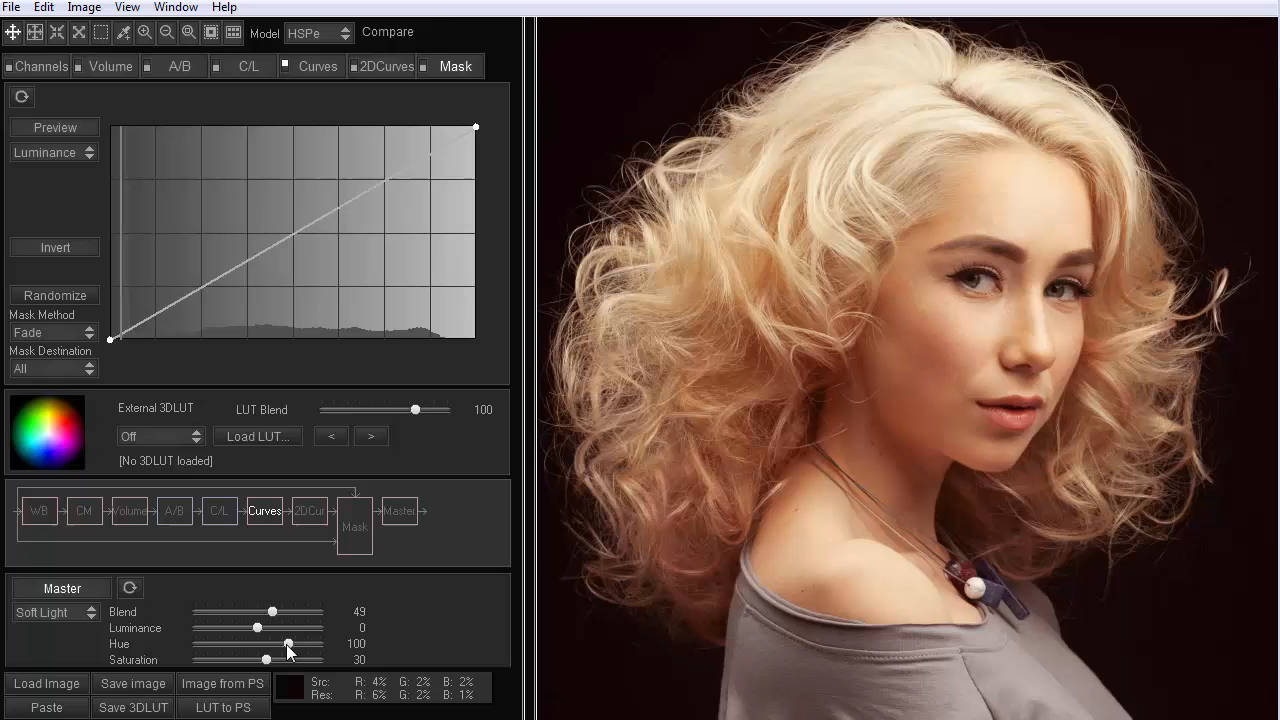 File Edit Image View Window Help
Model HSPe Compare
Channels Volume A/B C/L Curves 2DCurves Mask
Preview
Luminance
Invert
Randomize
Mask Method
Fade
Mask Destination
All
External 3DLUT LUT Blend 100
Off Load LUT... < >
[No 3DLUT loaded]
WB CM Volume A/B C/L Curves 2DCur Mask Master
Master
Soft Light Blend 49
Luminance 0
Hue 100
Saturation 30
Load Image Save image Image from PS Src: R: 4% G: 2% B: 2%
Res: R: 6% G: 2% B: 1%
Paste Save 3DLUT LUT to PS